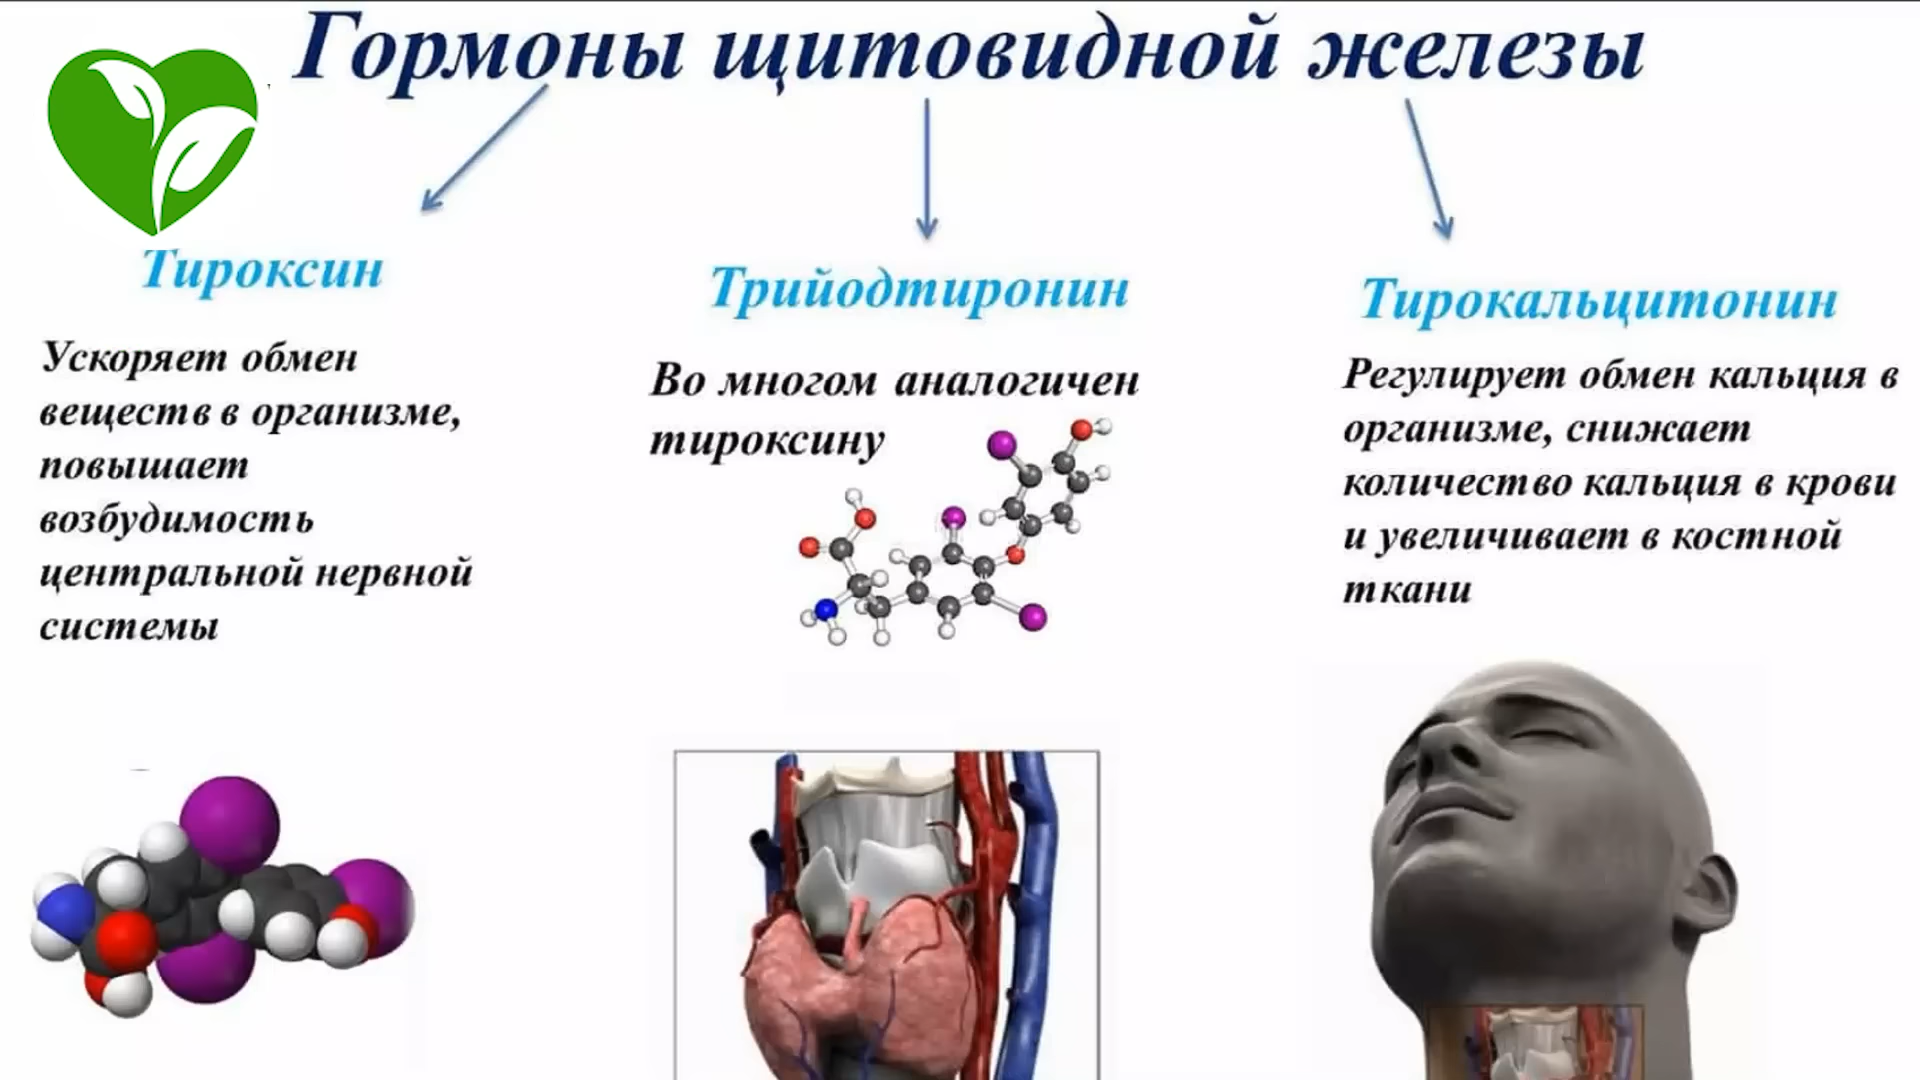 Гормоны щитовидной железы
Тироксин
Ускоряет обмен
веществ в организме,
повышает
возбудимость
центральной нервной
системы
Трийодтиронин
Во многом аналогичен
тироксину
Тирокальцитонин
Регулирует обмен кальция в
организме, снижает
количество кальция в крови
и увеличивает в костной
ткани